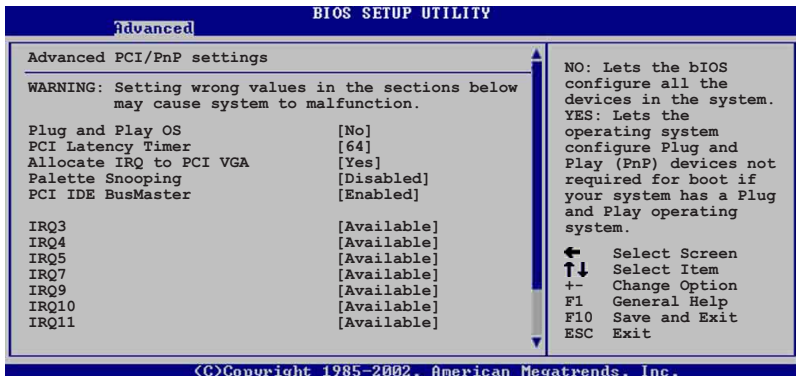 BIOS SETUP UTILITY
Advanced
Advanced PCI/PnP settings
WARNING: Setting wrong values in the sections below
may cause system to malfunction.
Plug and Play OS [No]
PCI Latency Timer [64]
Allocate IRQ to PCI VGA [Yes]
Palette Snooping [Disabled]
PCI IDE BusMaster [Enabled]
IRQ3 [Available]
IRQ4 [Available]
IRQ5 [Available]
IRQ7 [Available]
IRQ9 [Available]
IRQ10 [Available]
IRQ11 [Available]
NO: Lets the bIOS
configure all the
devices in the system.
YES: Lets the
operating system
configure Plug and
Play (PnP) devices not
required for boot if
your system has a Plug
and Play operating
system.
← Select Screen
↑↓ Select Item
+- Change Option
F1 General Help
F10 Save and Exit
ESC Exit
(C)Copyright 1985-2002, American Megatrends, Inc.